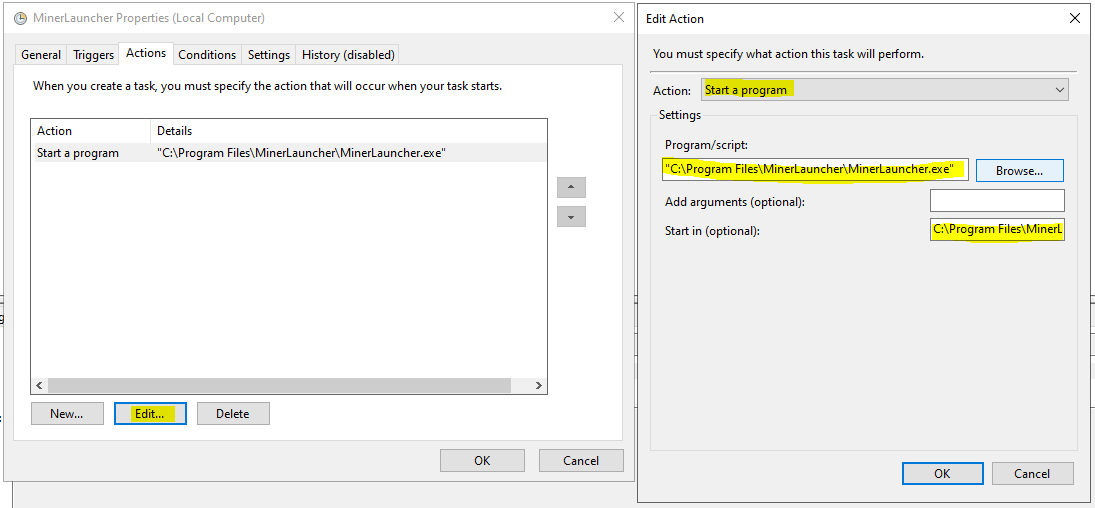 MinerLauncher Properties (Local Computer)
General Triggers Actions Conditions Settings History (disabled)
When you create a task, you must specify the action that will occur when your task starts.
Action Details
Start a program "C:\Program Files\MinerLauncher\MinerLauncher.exe"
New... Edit... Delete
OK Cancel
Edit Action
You must specify what action this task will perform.
Action: Start a program
Settings
Program/script:
"C:\Program Files\MinerLauncher\MinerLauncher.exe" Browse...
Add arguments (optional):
Start in (optional): C:\Program Files\MinerL
OK Cancel